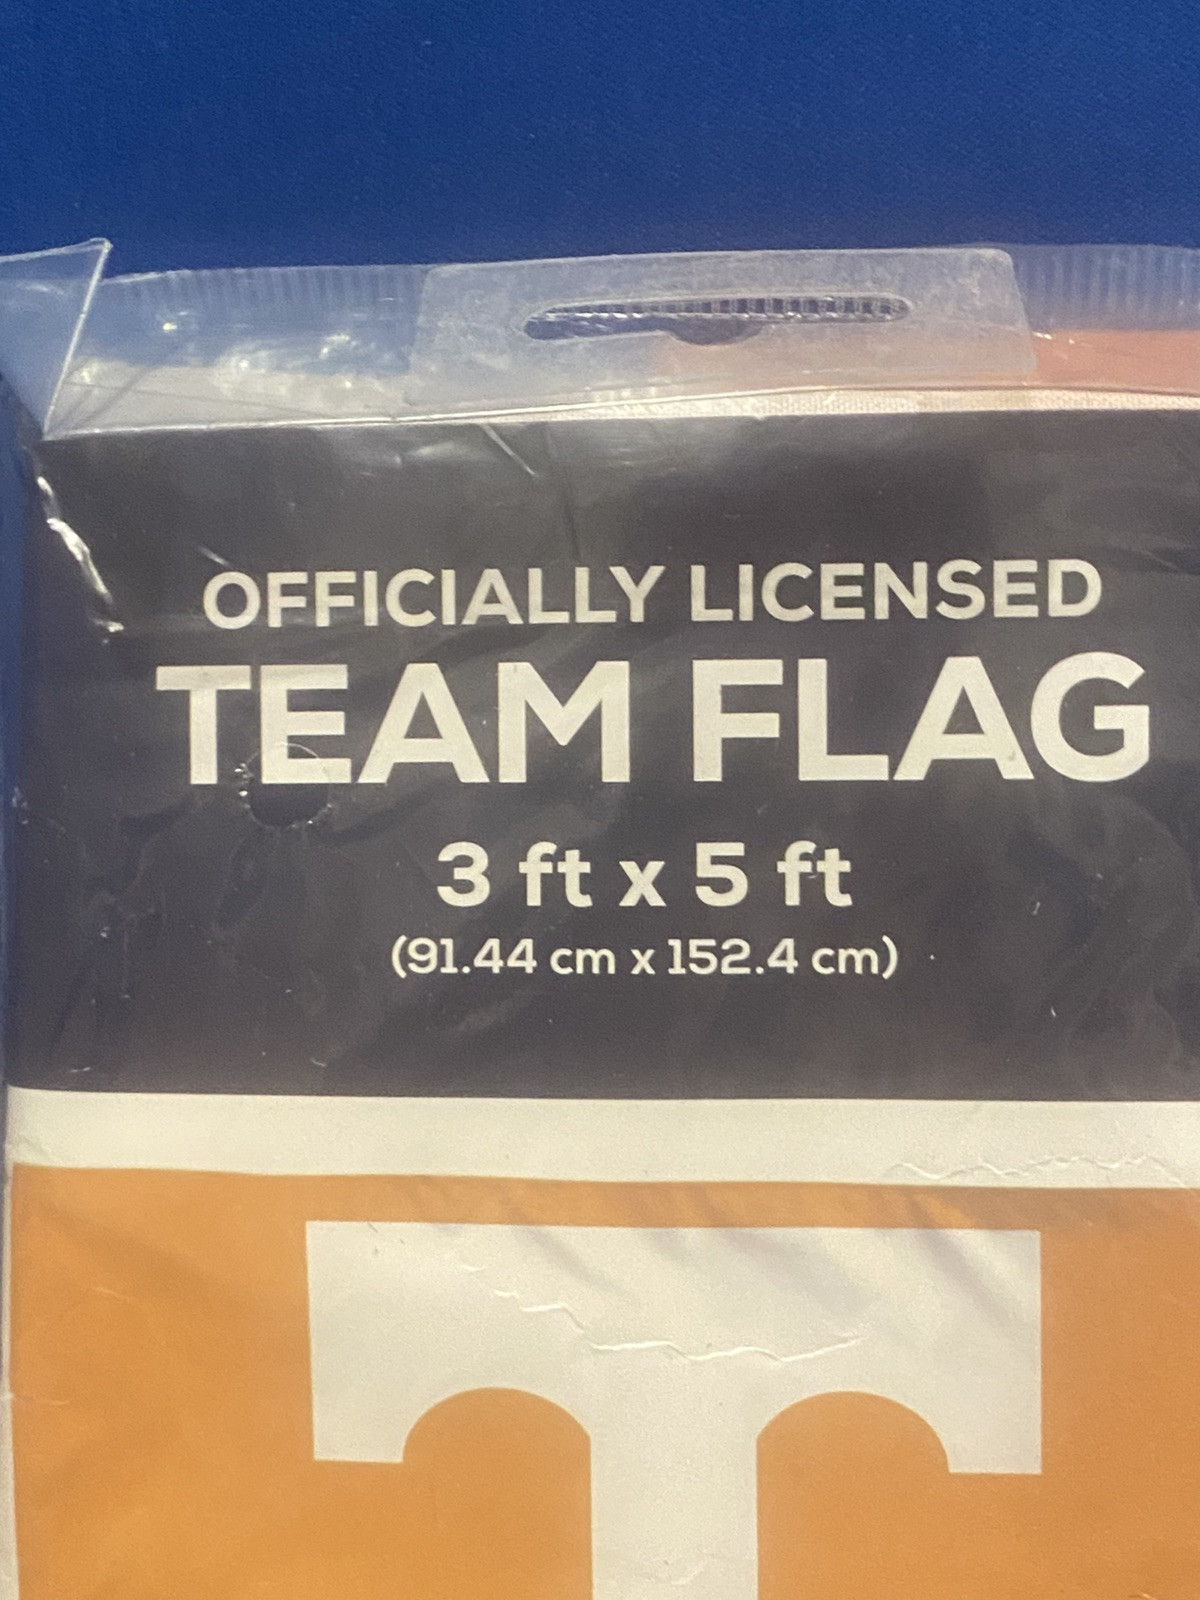 OFFICIALLY LICENSED
TEAM FLAG
3 ft x 5 ft
(91.44 cm x 152.4 cm)
T